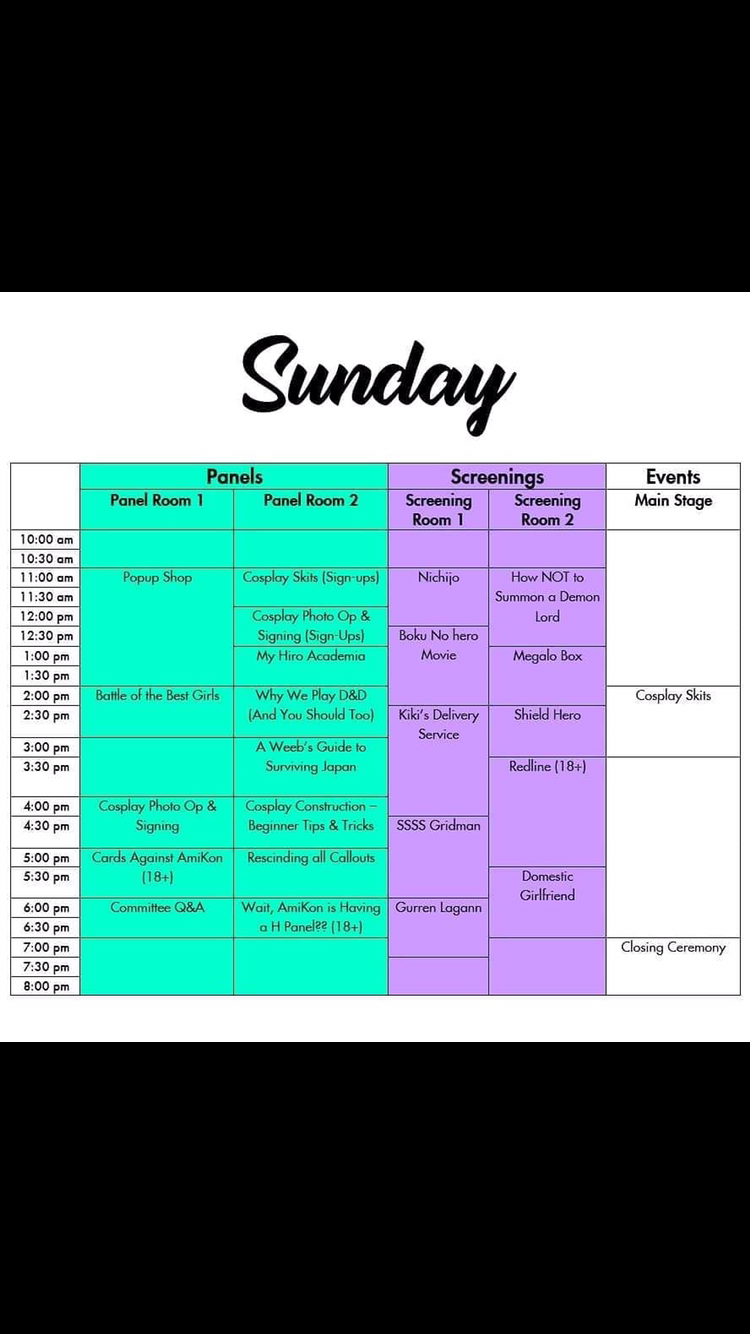 Sunday
Panels Screenings Events
Panel Room 1 Panel Room 2 Screening Room 1 Screening Room 2 Main Stage
10:00 am
10:30 am
11:00 am Popup Shop Cosplay Skits (Sign-ups) Nichijo How NOT to
11:30 am Summon a Demon
12:00 pm Cosplay Photo Op & Lord
12:30 pm Signing (Sign-Ups) Boku No hero
1:00 pm My Hiro Academia Movie Megalo Box
1:30 pm
2:00 pm Battle of the Best Girls Why We Play D&D Cosplay Skits
2:30 pm (And You Should Too) Kiki's Delivery Shield Hero
Service
3:00 pm A Weeb's Guide to
3:30 pm Surviving Japan Redline (18+)
4:00 pm Cosplay Photo Op & Cosplay Construction –
4:30 pm Signing Beginner Tips & Tricks SSSS Gridman
5:00 pm Cards Against AmiKon Rescinding all Callouts
5:30 pm (18+) Domestic
Girlfriend
6:00 pm Committee Q&A Wait, AmiKon is Having Gurren Lagann
6:30 pm a H Panel?? (18+)
7:00 pm Closing Ceremony
7:30 pm
8:00 pm